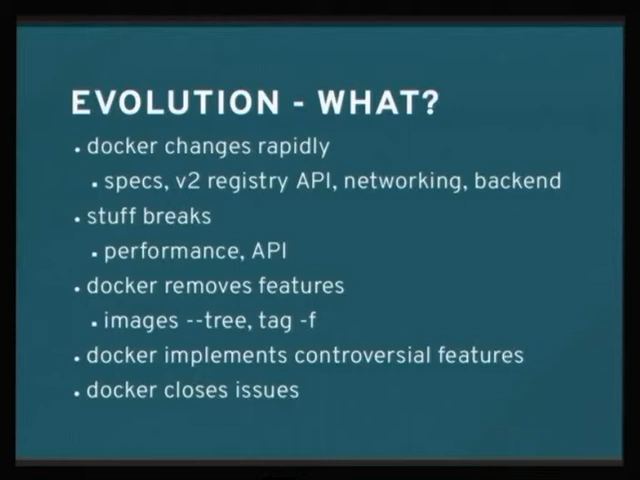 EVOLUTION - WHAT?
• docker changes rapidly
• specs, v2 registry API, networking, backend
• stuff breaks
• performance, API
• docker removes features
• images --tree, tag -f
• docker implements controversial features
• docker closes issues